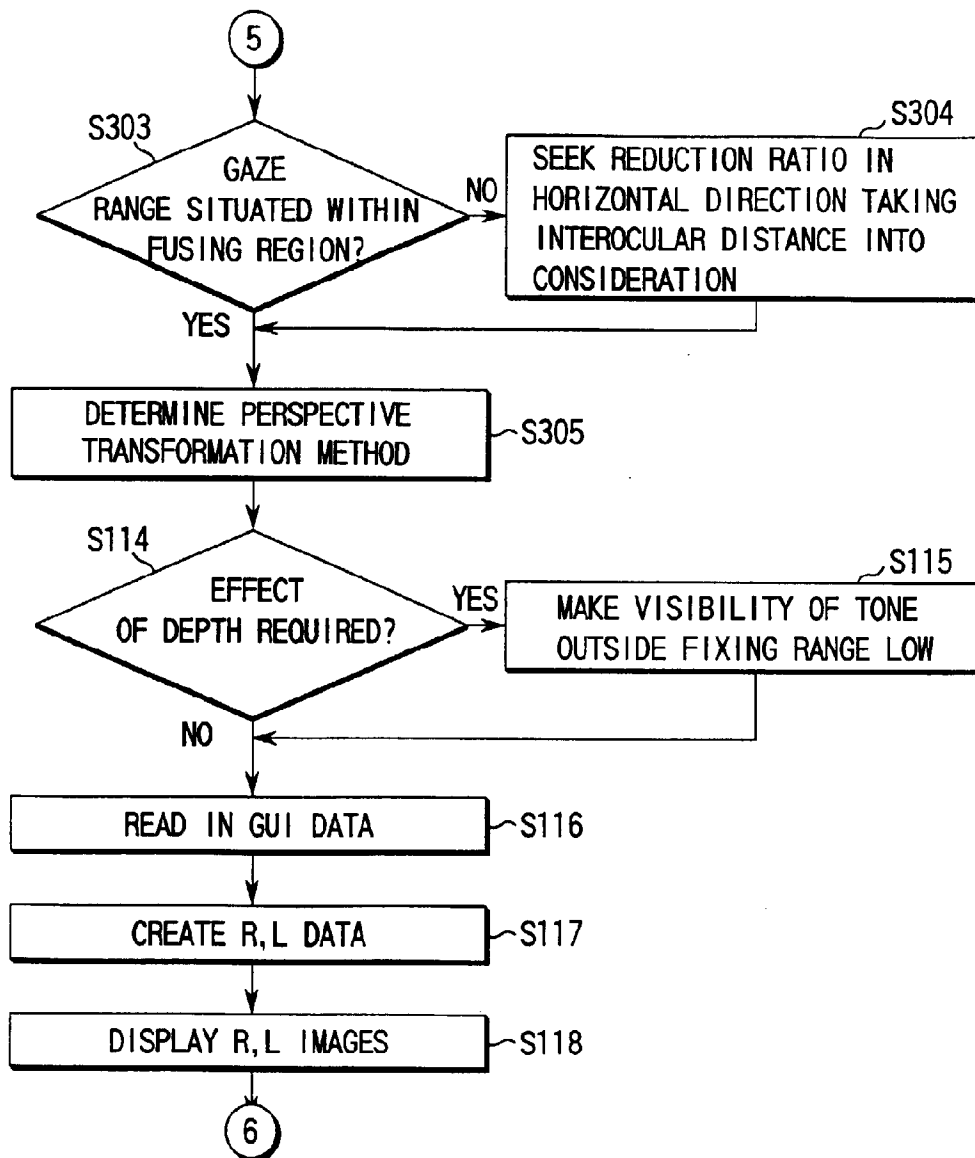 5
S303
GAZE
RANGE SITUATED WITHIN
FUSING REGION?
NO
S304
SEEK REDUCTION RATIO IN
HORIZONTAL DIRECTION TAKING
INTEROCULAR DISTANCE INTO
CONSIDERATION
YES
DETERMINE PERSPECTIVE
TRANSFORMATION METHOD
S305
S114
EFFECT
OF DEPTH REQUIRED?
YES
S115
MAKE VISIBILITY OF TONE
OUTSIDE FIXING RANGE LOW
NO
READ IN GUI DATA
S116
CREATE R,L DATA
S117
DISPLAY R,L IMAGES
S118
6